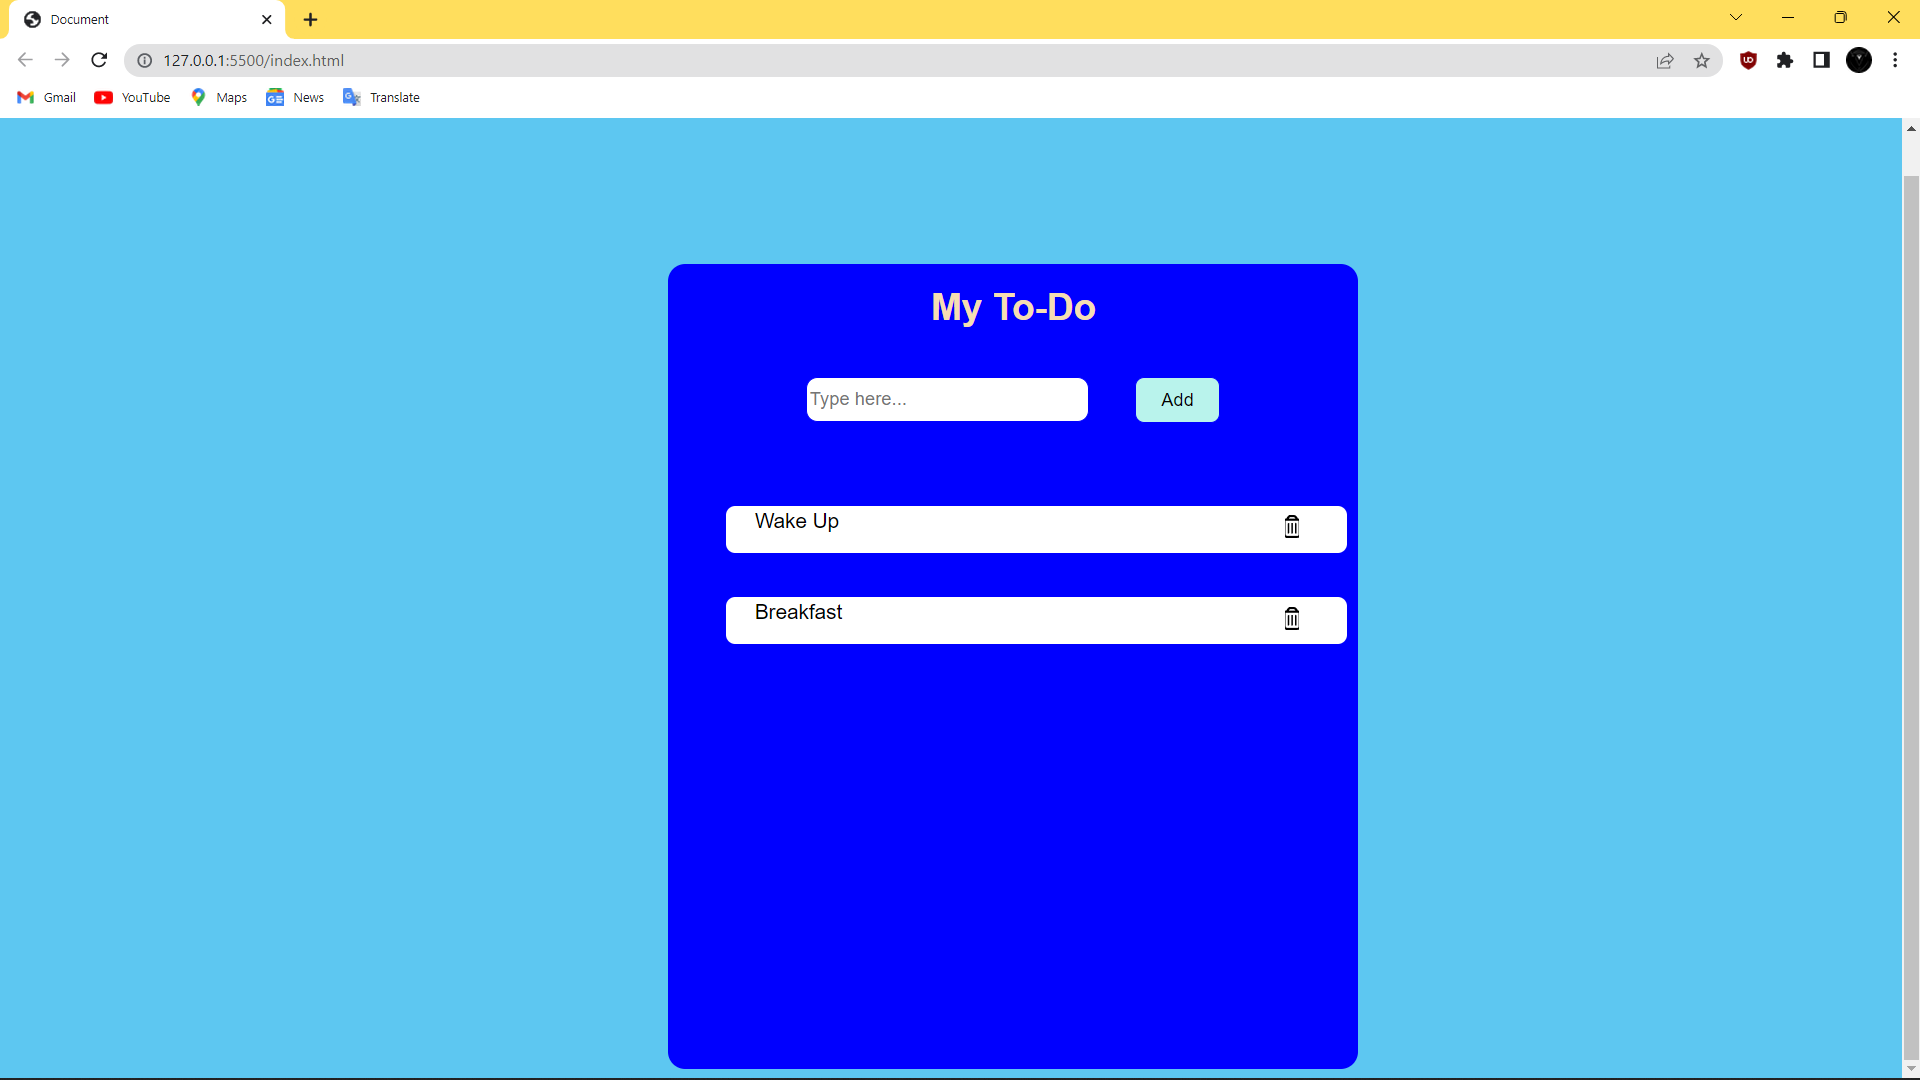 Document
127.0.0.1:5500/index.html
Gmail YouTube Maps News Translate
My To-Do
Type here... Add
Wake Up
Breakfast